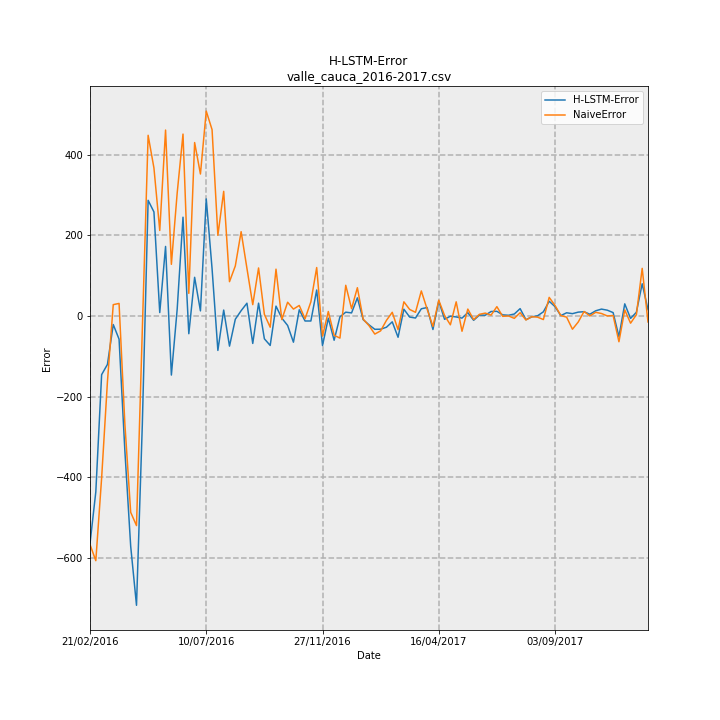 H-LSTM-Error
valle_cauca_2016-2017.csv
H-LSTM-Error
NaiveError
400
200
0
−200
−400
−600
Error
21/02/2016
10/07/2016
27/11/2016
16/04/2017
03/09/2017
Date